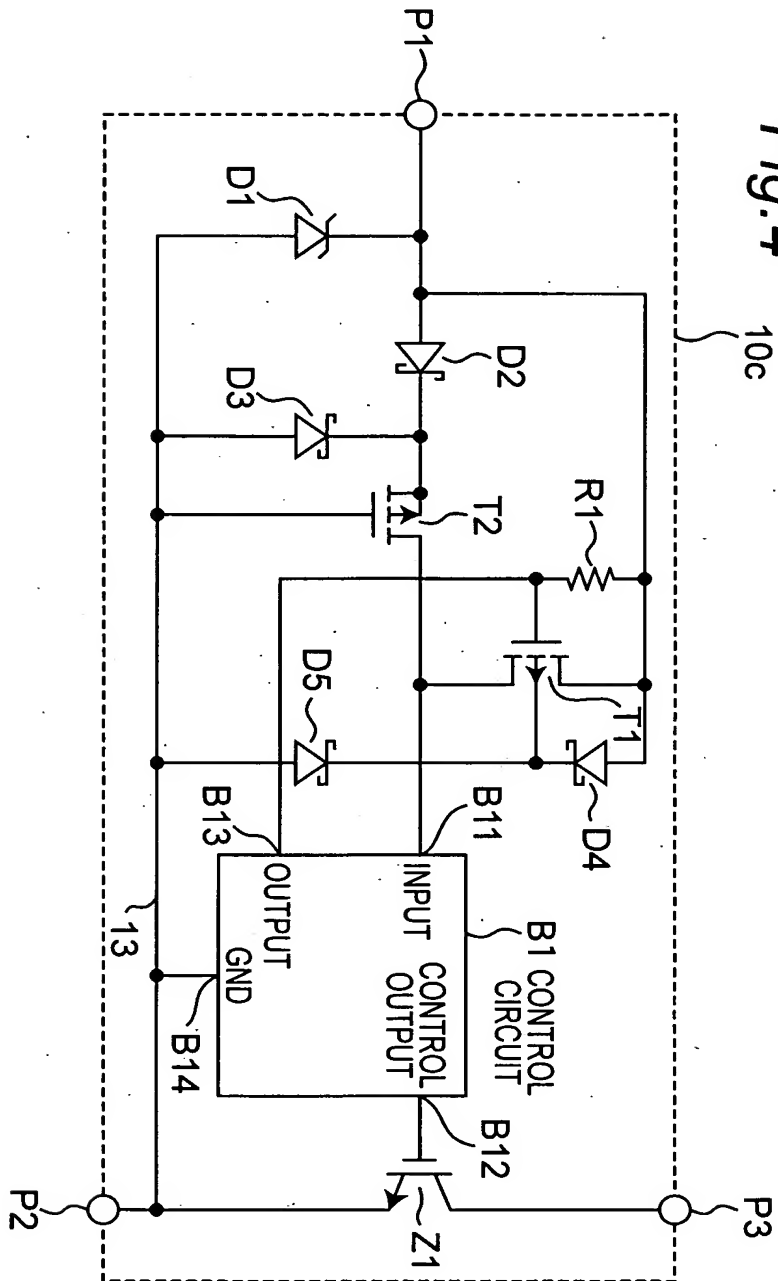 Fig.4
10c
P1
P3
D1
D2
D3
T2
R1
T1
D4
D5
B11
B13
B1 CONTROL
CIRCUIT
INPUT
OUTPUT
CONTROL
OUTPUT
GND
B12
B14
13
Z1
P2